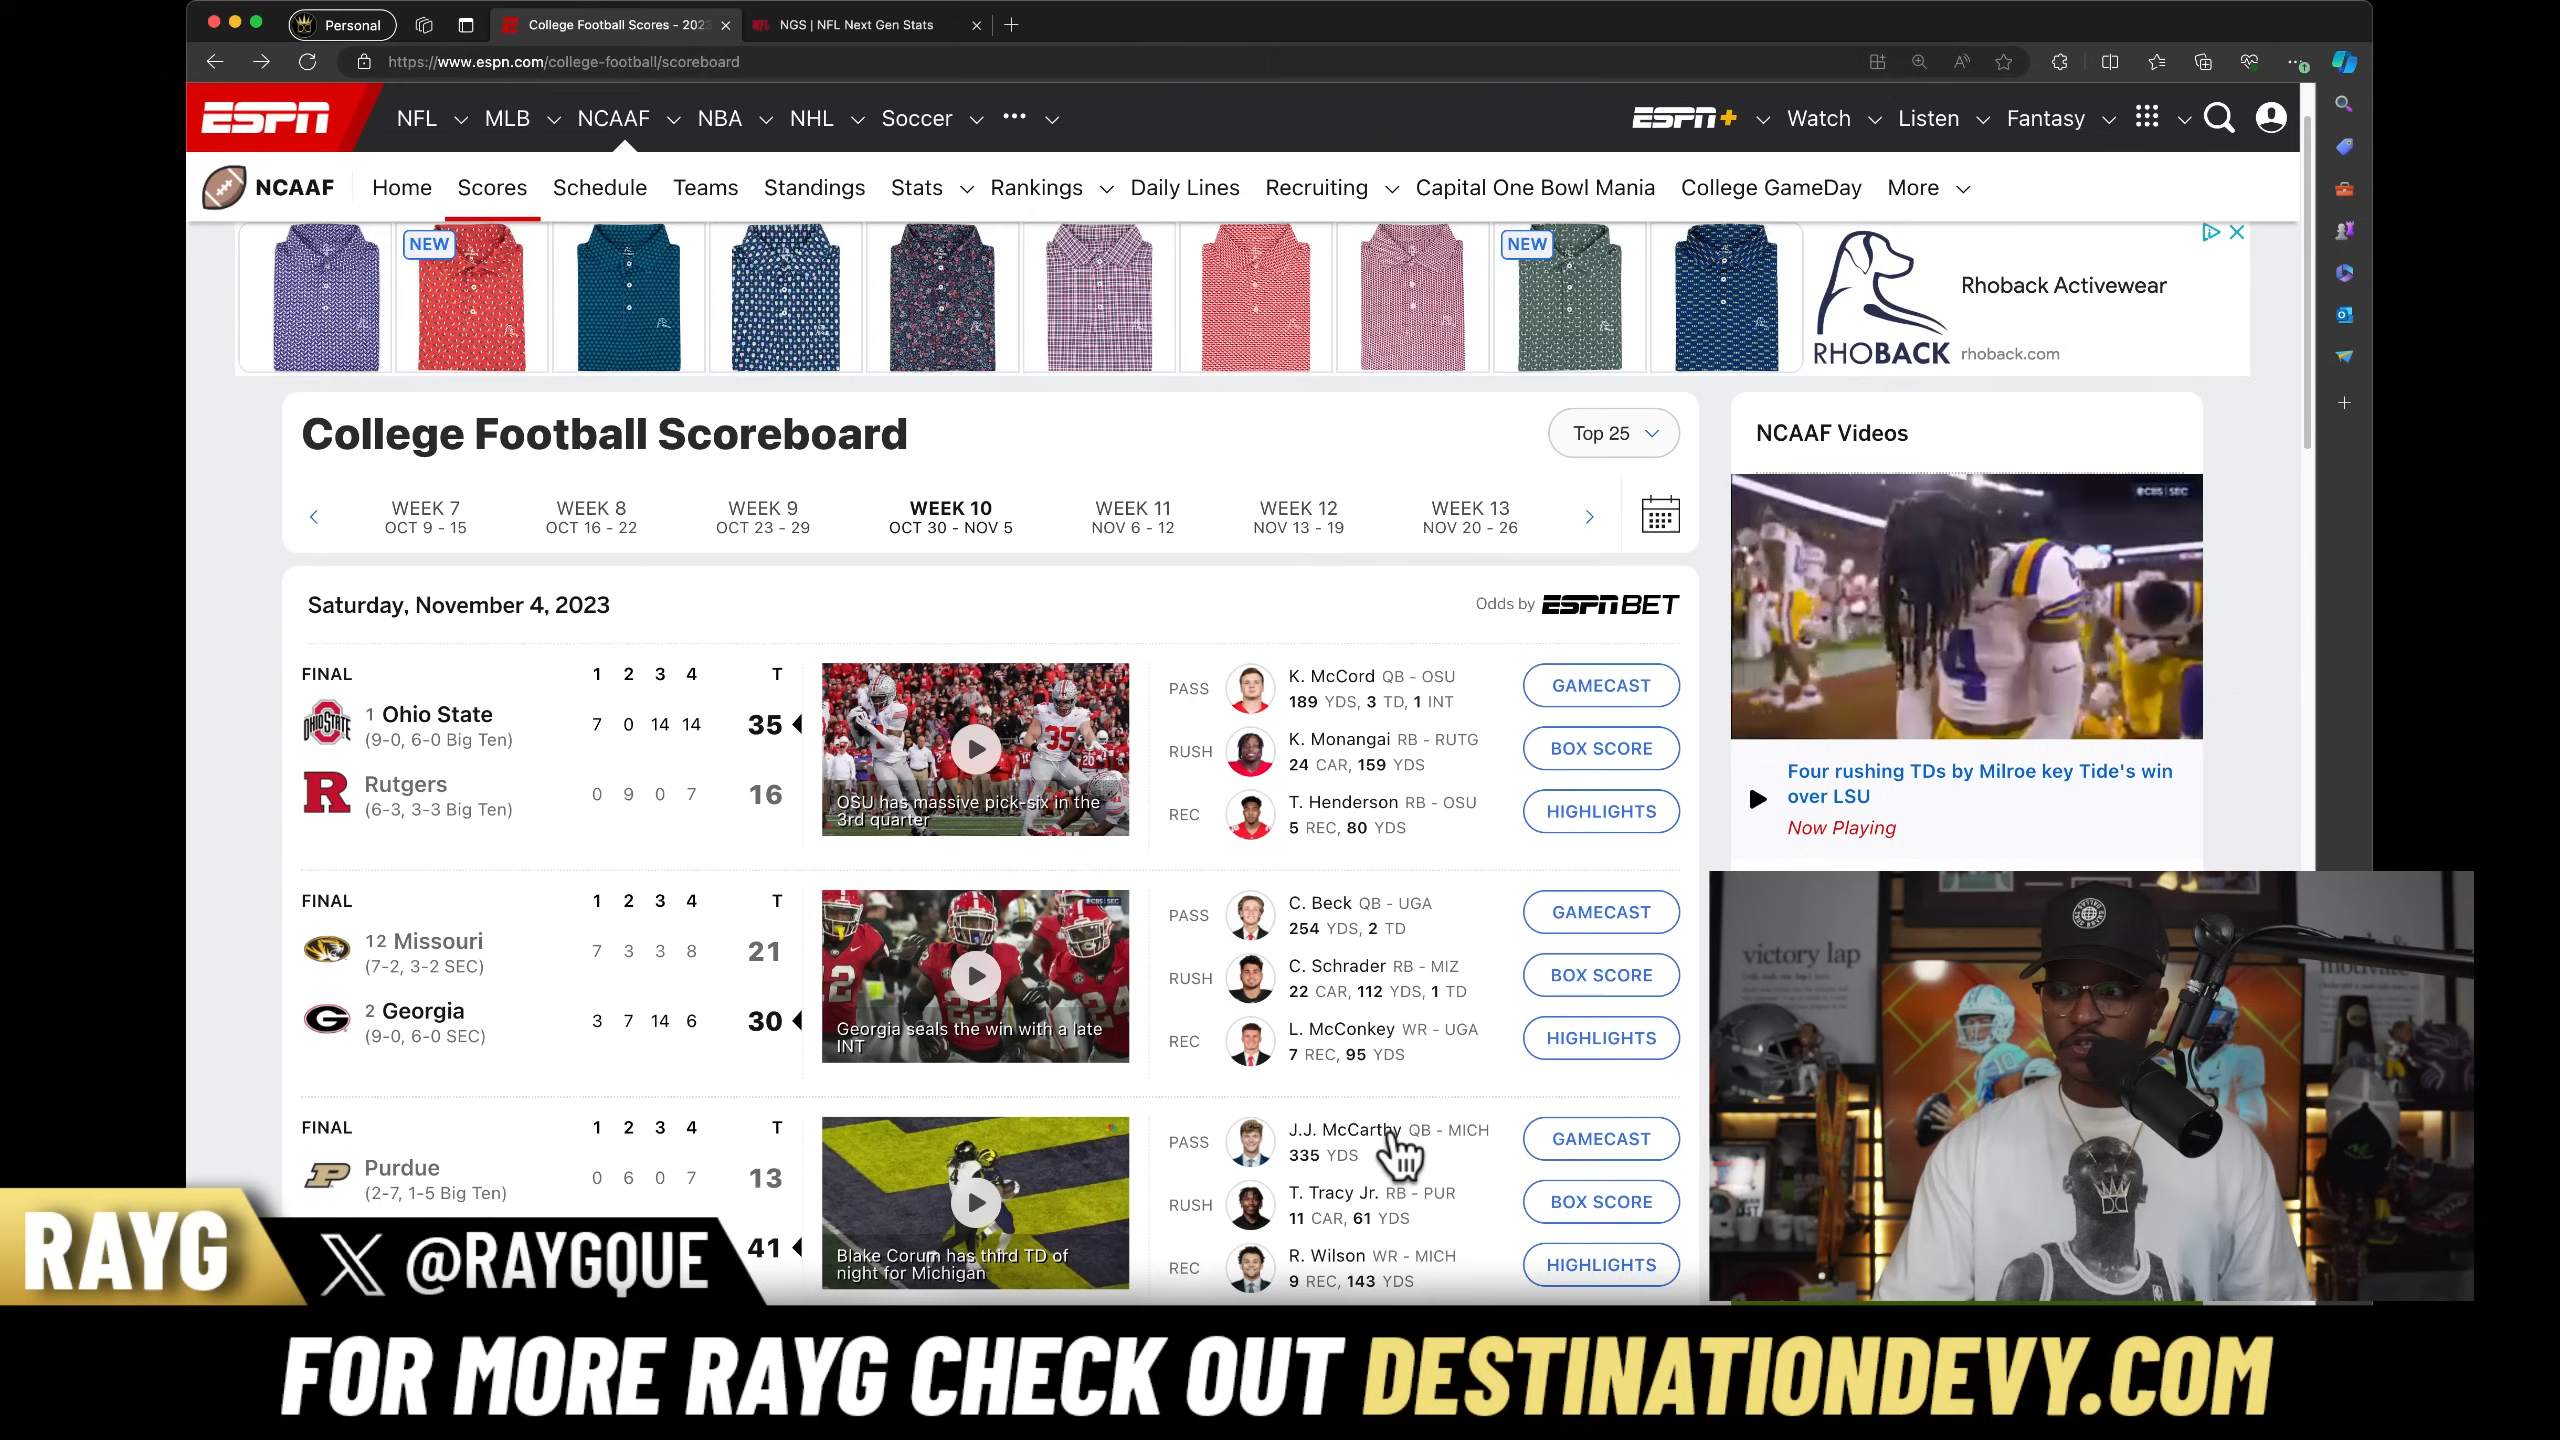 Personal
College Football Scores - 2023
NGS | NFL Next Gen Stats
https://www.espn.com/college-football/scoreboard
ESPN
NFL
MLB
NCAAF
NBA
NHL
Soccer
•••
ESPN+
Watch
Listen
Fantasy
NCAAF
Home
Scores
Schedule
Teams
Standings
Stats
Rankings
Daily Lines
Recruiting
Capital One Bowl Mania
College GameDay
More
NEW
NEW
Rhoback Activewear
RHOBACK
rhoback.com
College Football Scoreboard
Top 25
WEEK 7
OCT 9 - 15
WEEK 8
OCT 16 - 22
WEEK 9
OCT 23 - 29
WEEK 10
OCT 30 - NOV 5
WEEK 11
NOV 6 - 12
WEEK 12
NOV 13 - 19
WEEK 13
NOV 20 - 26
Saturday, November 4, 2023
Odds by ESPN BET
FINAL 1 2 3 4 T
OHIO STATE
1 Ohio State 7 0 14 14 35
(9-0, 6-0 Big Ten)
R
Rutgers 0 9 0 7 16
(6-3, 3-3 Big Ten)
35
OSU has massive pick-six in the
3rd quarter
PASS
K. McCord QB - OSU
189 YDS, 3 TD, 1 INT
RUSH
K. Monangai RB - RUTG
24 CAR, 159 YDS
REC
T. Henderson RB - OSU
5 REC, 80 YDS
GAMECAST
BOX SCORE
HIGHLIGHTS
FINAL 1 2 3 4 T
12 Missouri 7 3 3 8 21
(7-2, 3-2 SEC)
G
2 Georgia 3 7 14 6 30
(9-0, 6-0 SEC)
CBS | SEC
Georgia seals the win with a late
INT
PASS
C. Beck QB - UGA
254 YDS, 2 TD
RUSH
C. Schrader RB - MIZ
22 CAR, 112 YDS, 1 TD
REC
L. McConkey WR - UGA
7 REC, 95 YDS
GAMECAST
BOX SCORE
HIGHLIGHTS
FINAL 1 2 3 4 T
P
Purdue 0 6 0 7 13
(2-7, 1-5 Big Ten)
41
Blake Corum has third TD of
night for Michigan
PASS
J.J. McCarthy QB - MICH
335 YDS
RUSH
T. Tracy Jr. RB - PUR
11 CAR, 61 YDS
REC
R. Wilson WR - MICH
9 REC, 143 YDS
GAMECAST
BOX SCORE
HIGHLIGHTS
NCAAF Videos
CBS | SEC
4
Four rushing TDs by Milroe key Tide's win
over LSU
Now Playing
victory lap
RAYG
X @RAYGQUE
FOR MORE RAYG CHECK OUT DESTINATIONDEVY.COM